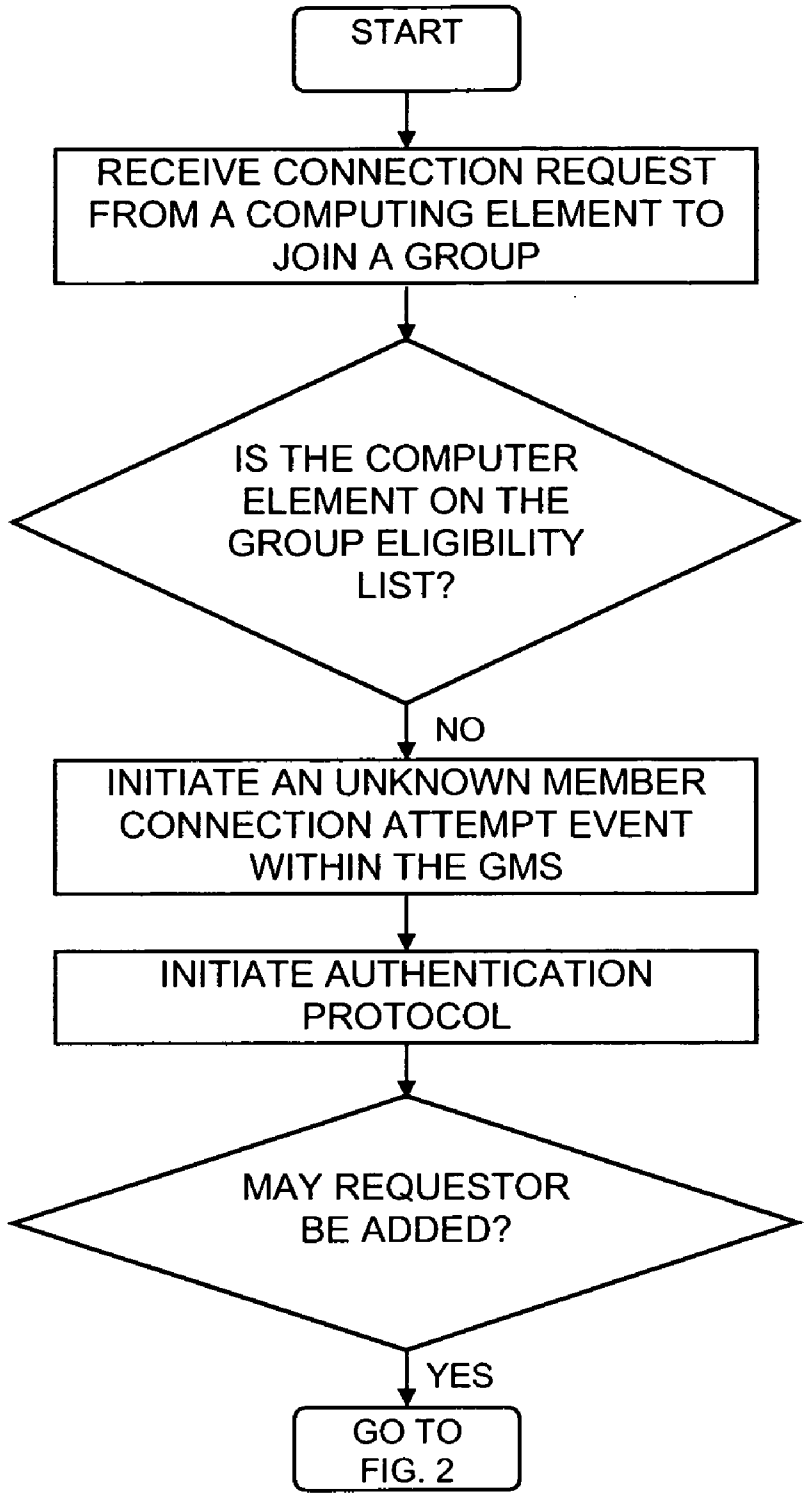 START
RECEIVE CONNECTION REQUEST
FROM A COMPUTING ELEMENT TO
JOIN A GROUP
IS THE COMPUTER
ELEMENT ON THE
GROUP ELIGIBILITY
LIST?
NO
INITIATE AN UNKNOWN MEMBER
CONNECTION ATTEMPT EVENT
WITHIN THE GMS
INITIATE AUTHENTICATION
PROTOCOL
MAY REQUESTOR
BE ADDED?
YES
GO TO
FIG. 2